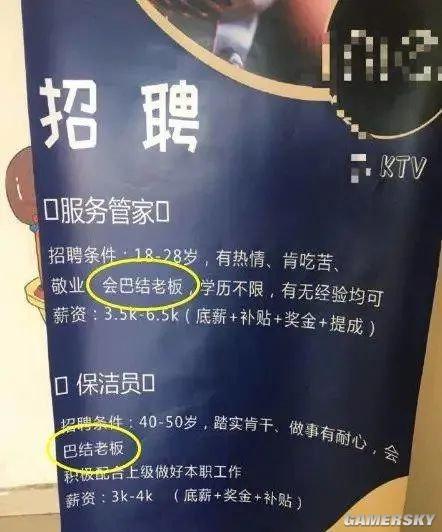 招聘
KTV
服务管家
招聘条件：18-28岁，有热情、肯吃苦、
敬业，会巴结老板，学历不限，有无经验均可
薪资：3.5k-6.5k（底薪+补贴+奖金+提成）
保洁员
招聘条件：40-50岁，踏实肯干、做事有耐心，会
巴结老板
积极配合上级做好本职工作
薪资：3k-4k （底薪+奖金+补贴）
GAMERSKY